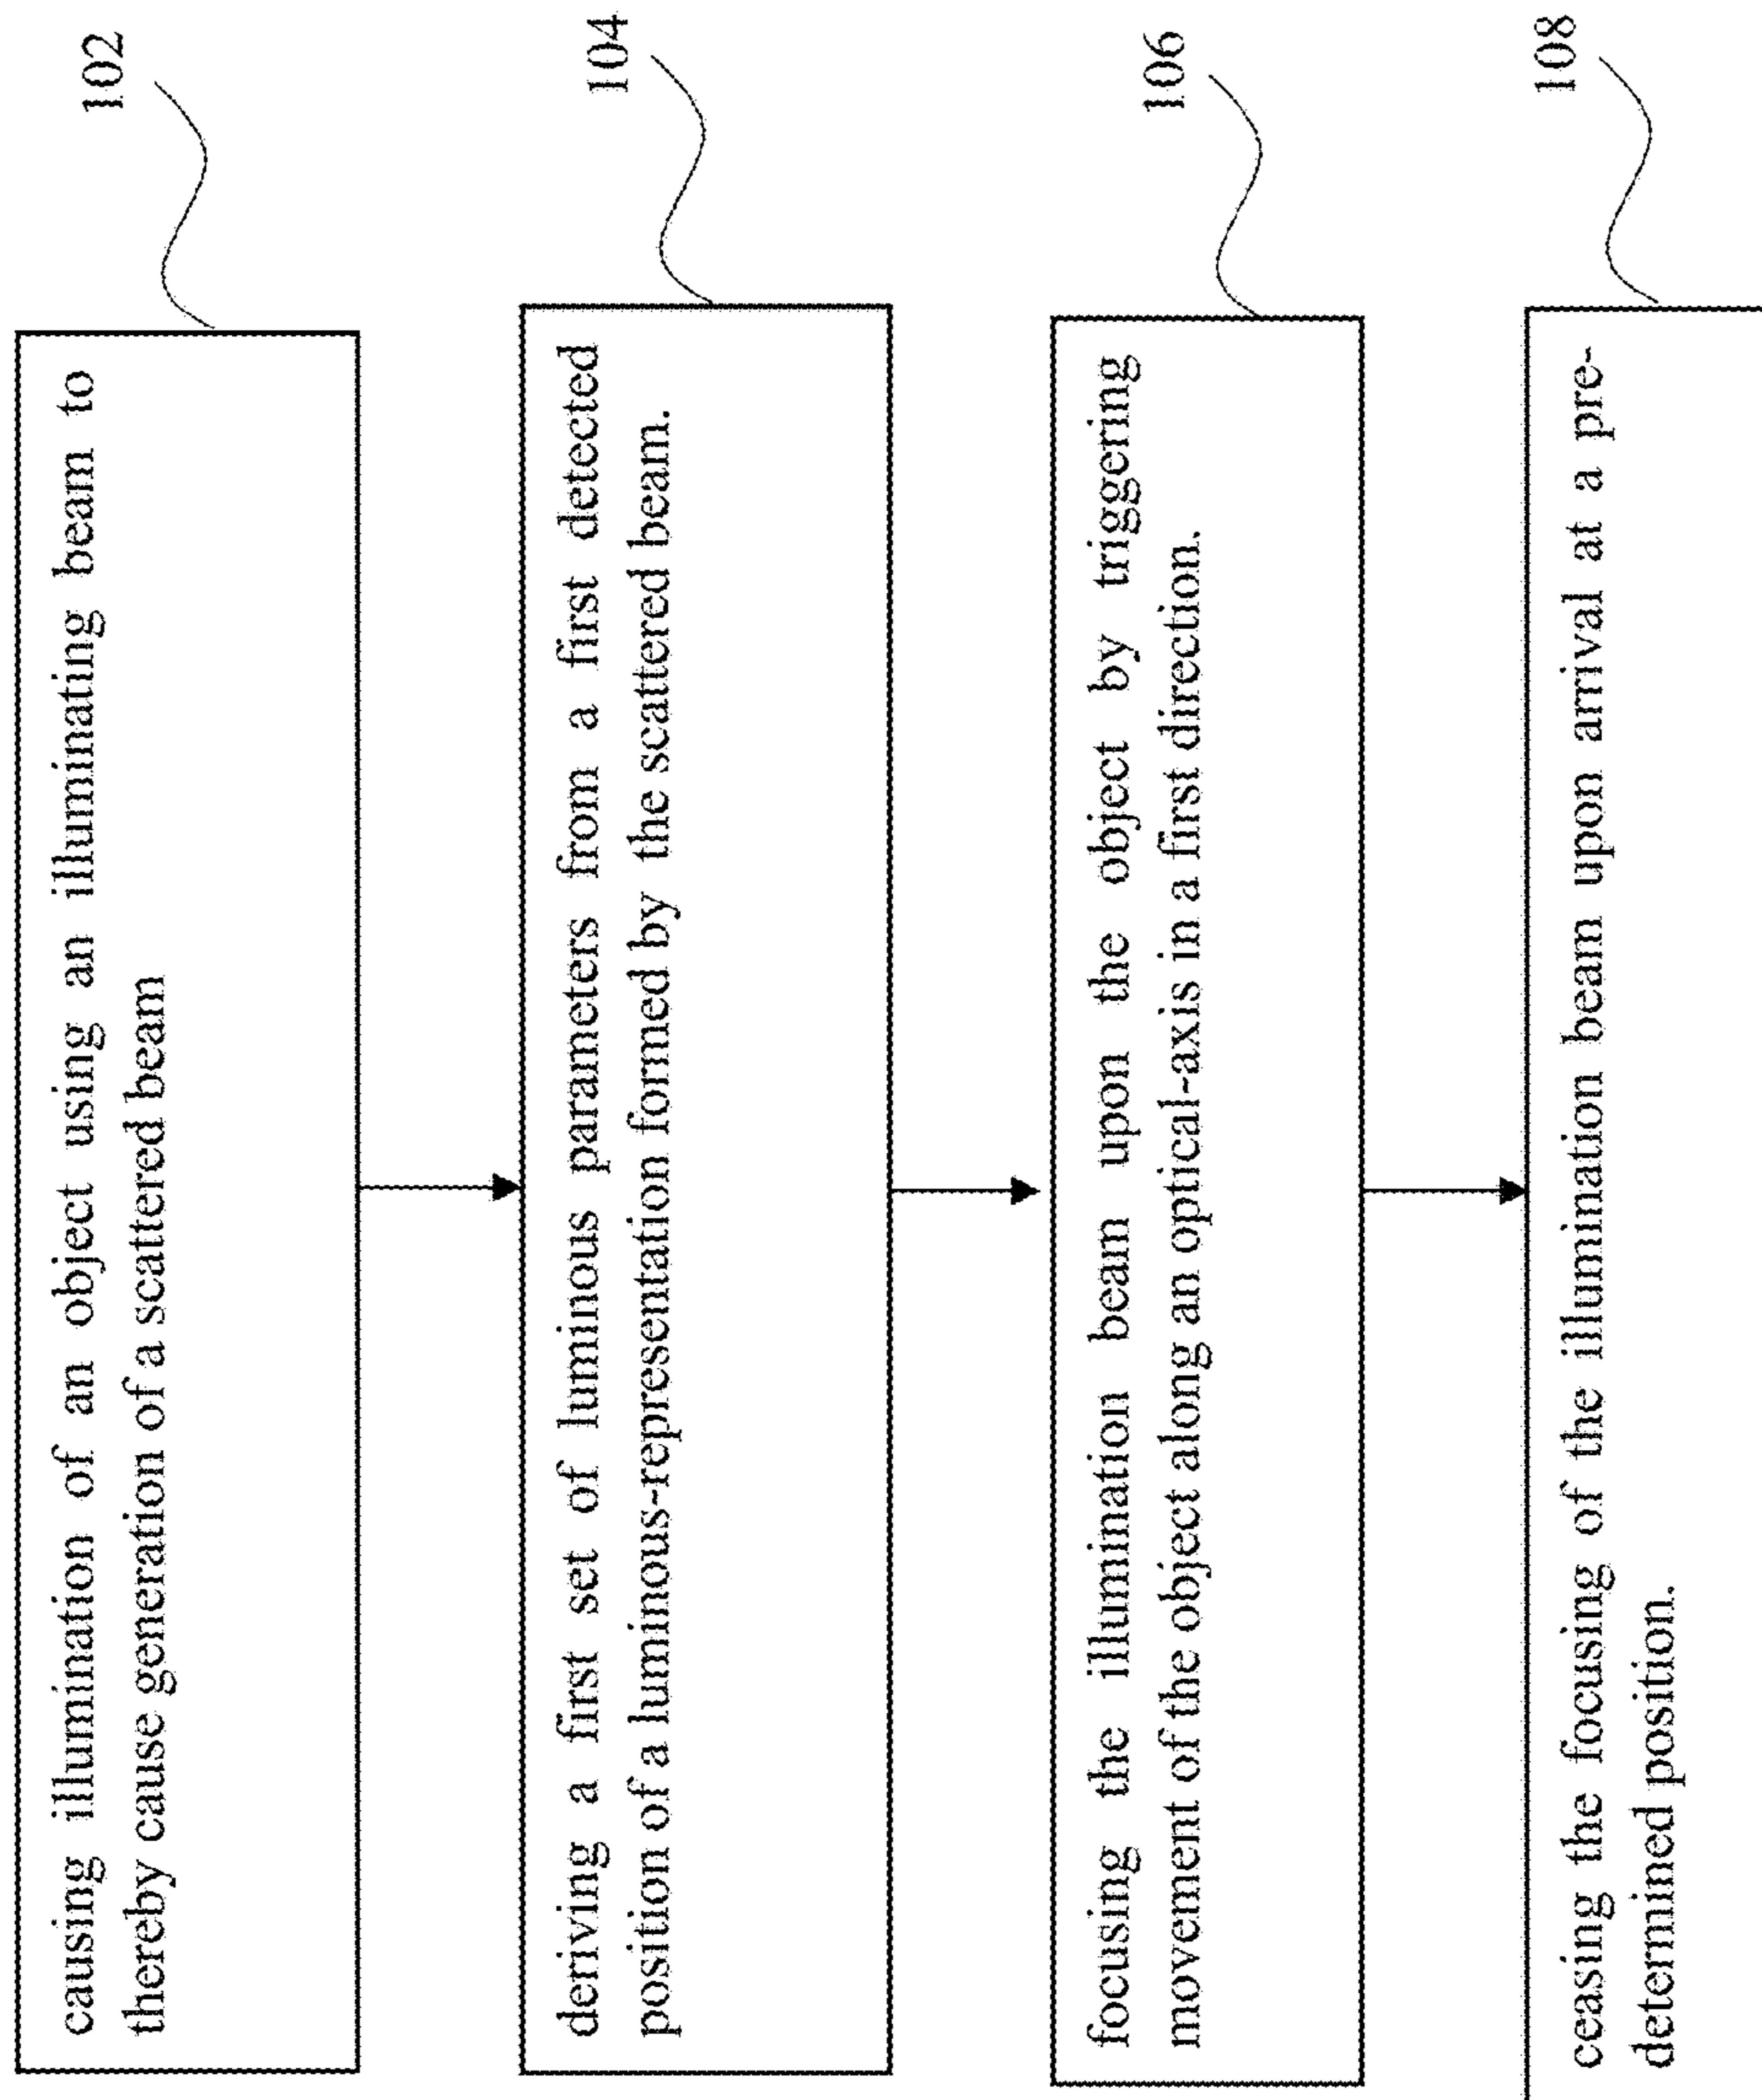 102
causing illumination of an object using an illuminating beam to
thereby cause generation of a scattered beam
104
deriving a first set of luminous parameters from a first detected
position of a luminous-representation formed by the scattered beam.
106
focusing the illumination beam upon the object by triggering
movement of the object along an optical-axis in a first direction.
108
ceasing the focusing of the illumination beam upon arrival at a pre-
determined position.